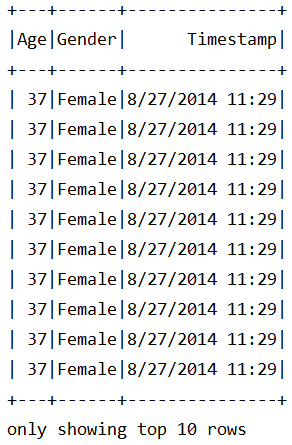 +---+------+---------------+
|Age|Gender|      Timestamp|
+---+------+---------------+
| 37|Female|8/27/2014 11:29|
| 37|Female|8/27/2014 11:29|
| 37|Female|8/27/2014 11:29|
| 37|Female|8/27/2014 11:29|
| 37|Female|8/27/2014 11:29|
| 37|Female|8/27/2014 11:29|
| 37|Female|8/27/2014 11:29|
| 37|Female|8/27/2014 11:29|
| 37|Female|8/27/2014 11:29|
| 37|Female|8/27/2014 11:29|
+---+------+---------------+
only showing top 10 rows